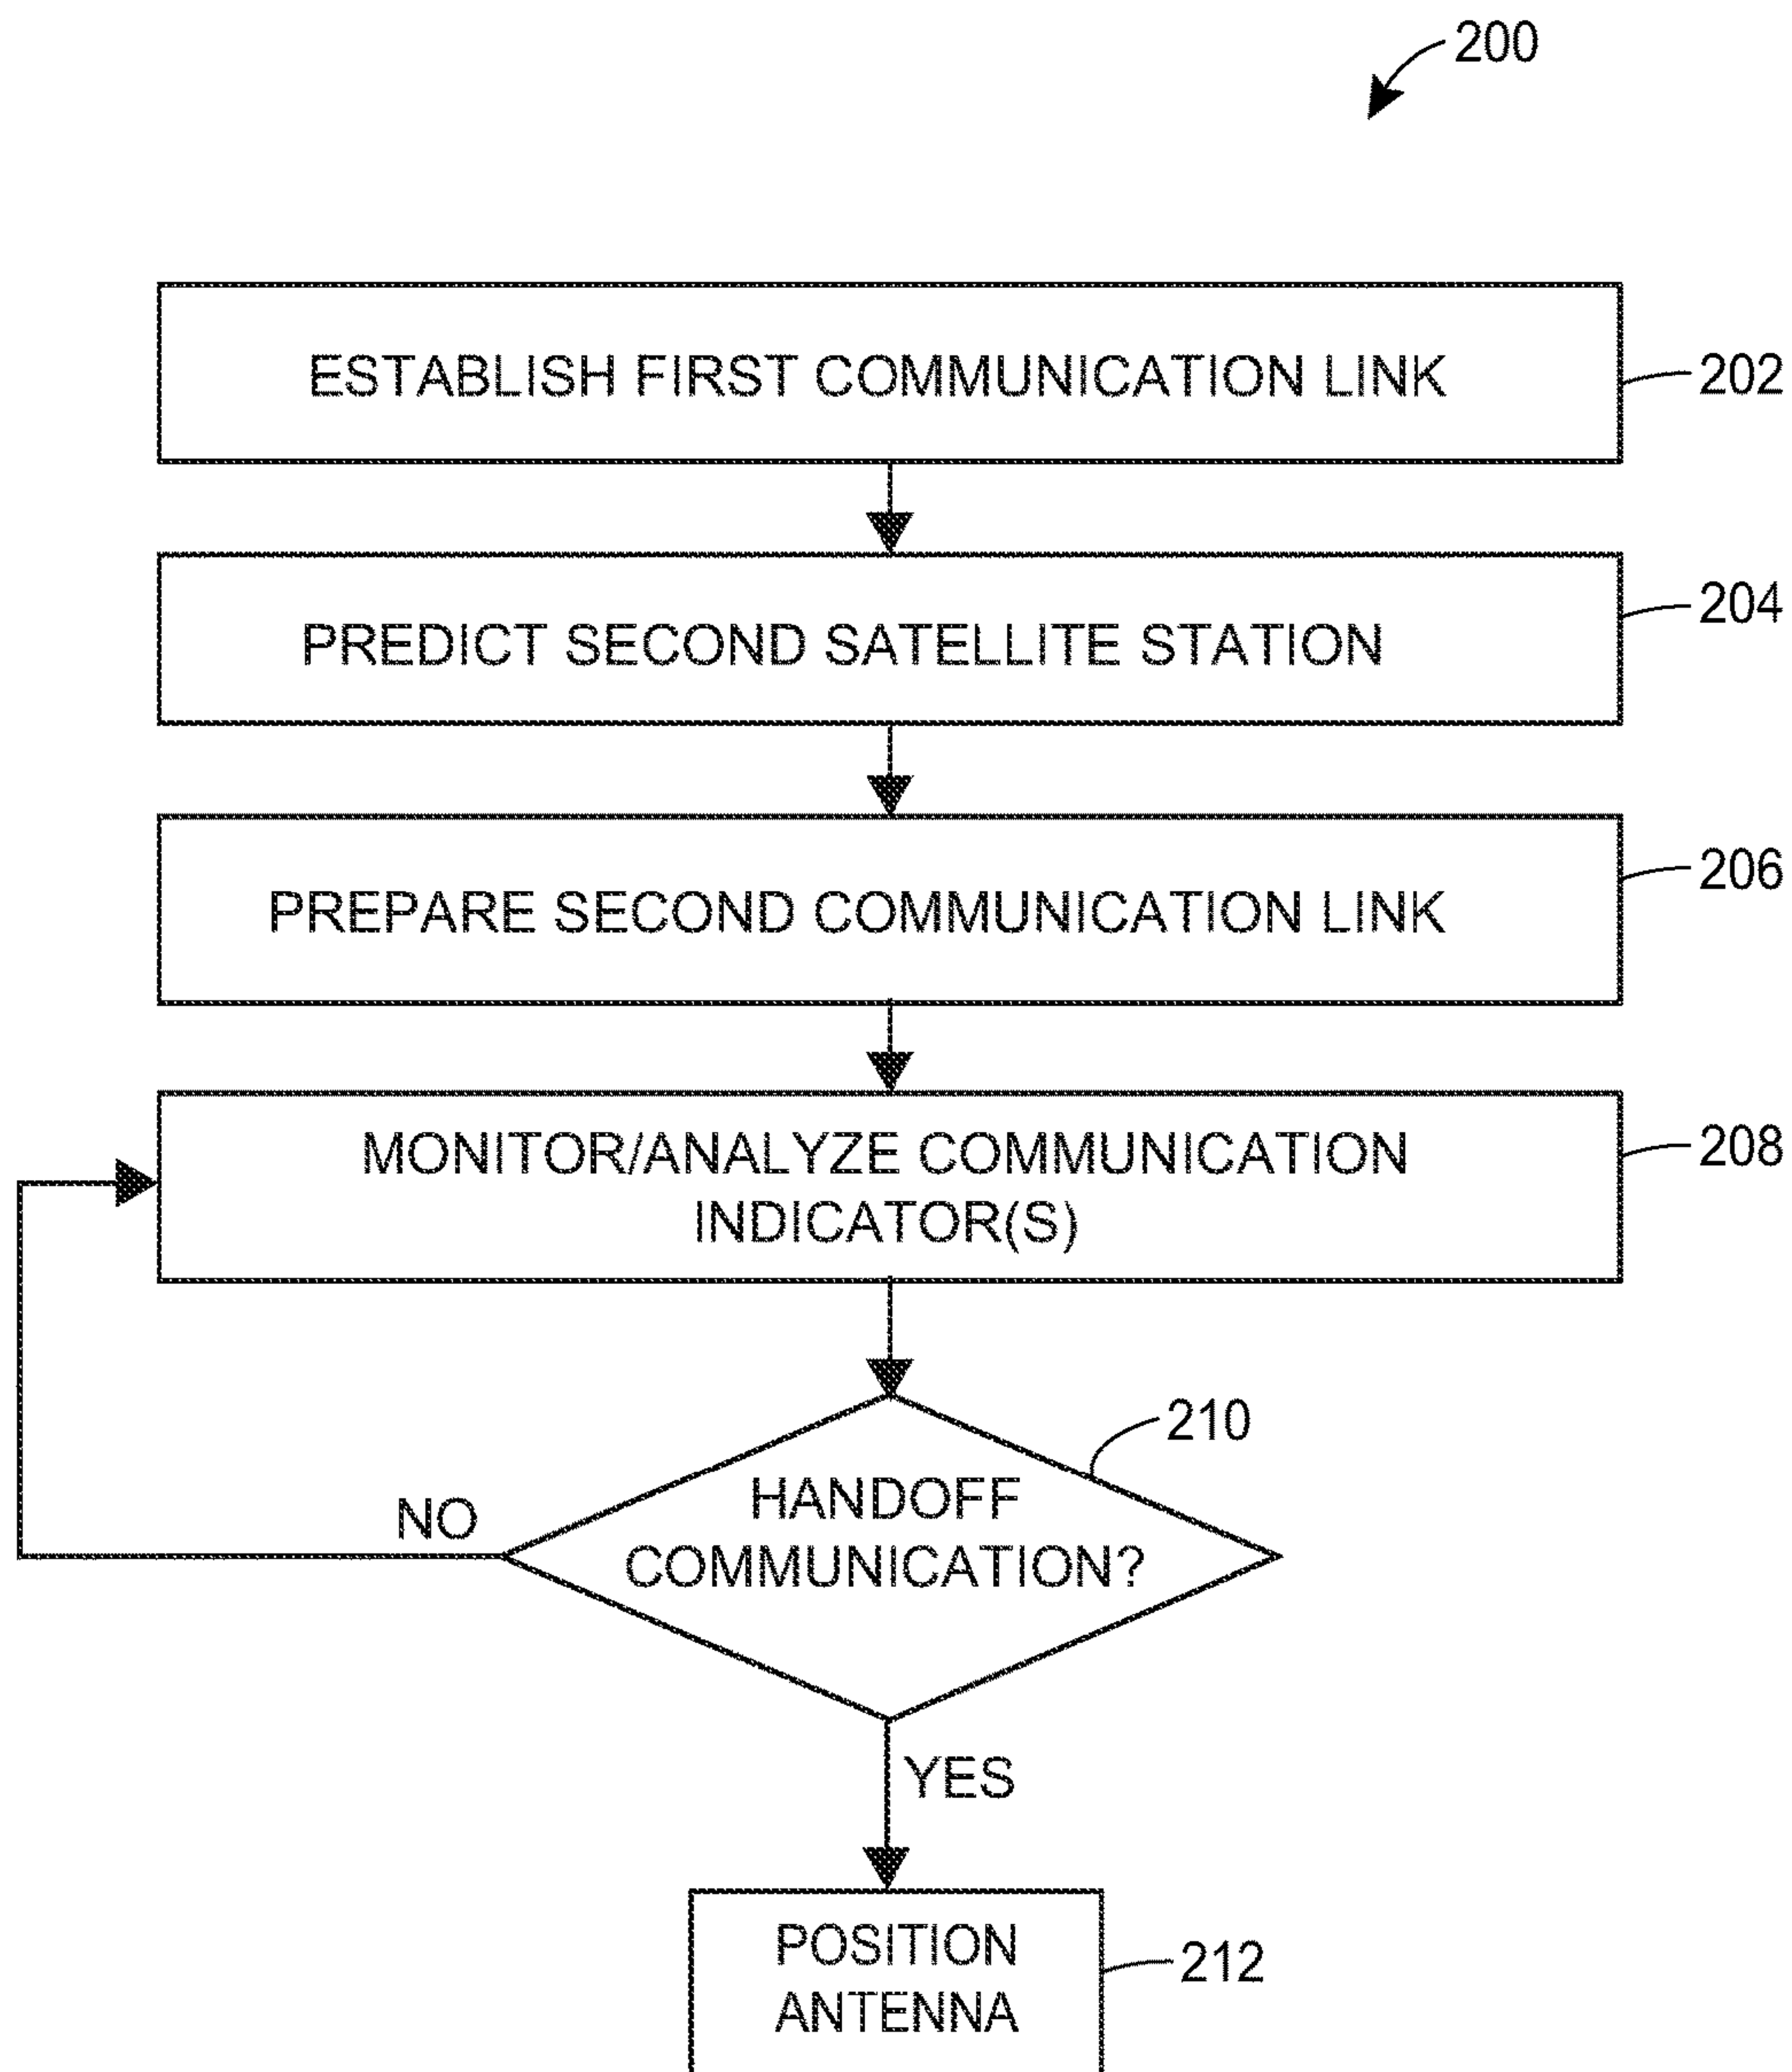 200
ESTABLISH FIRST COMMUNICATION LINK
202
PREDICT SECOND SATELLITE STATION
204
PREPARE SECOND COMMUNICATION LINK
206
MONITOR/ANALYZE COMMUNICATION
INDICATOR(S)
208
210
HANDOFF
COMMUNICATION?
NO
YES
POSITION
ANTENNA
212